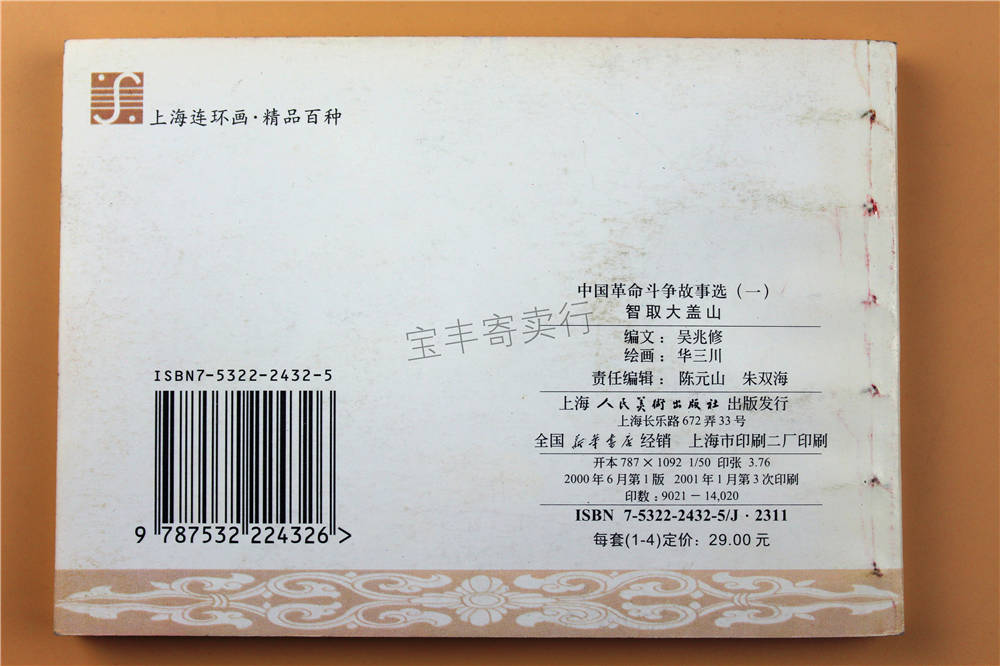 上海连环画·精品百种
中国革命斗争故事选（一）
智取大盖山
编文：吴兆修
绘画：华三川
责任编辑：陈元山 朱双海
上海人民美術出版社 出版发行
上海长乐路672弄33号
全国新华书店经销 上海市印刷二厂印刷
开本787×1092 1/50 印张 3.76
2000年6月第1版 2001年1月第3次印刷
印数：9021－14,020
ISBN 7-5322-2432-5/J·2311
每套(1-4)定价：29.00元
ISBN7-5322-2432-5
9 787532 224326 >
宝丰寄卖行